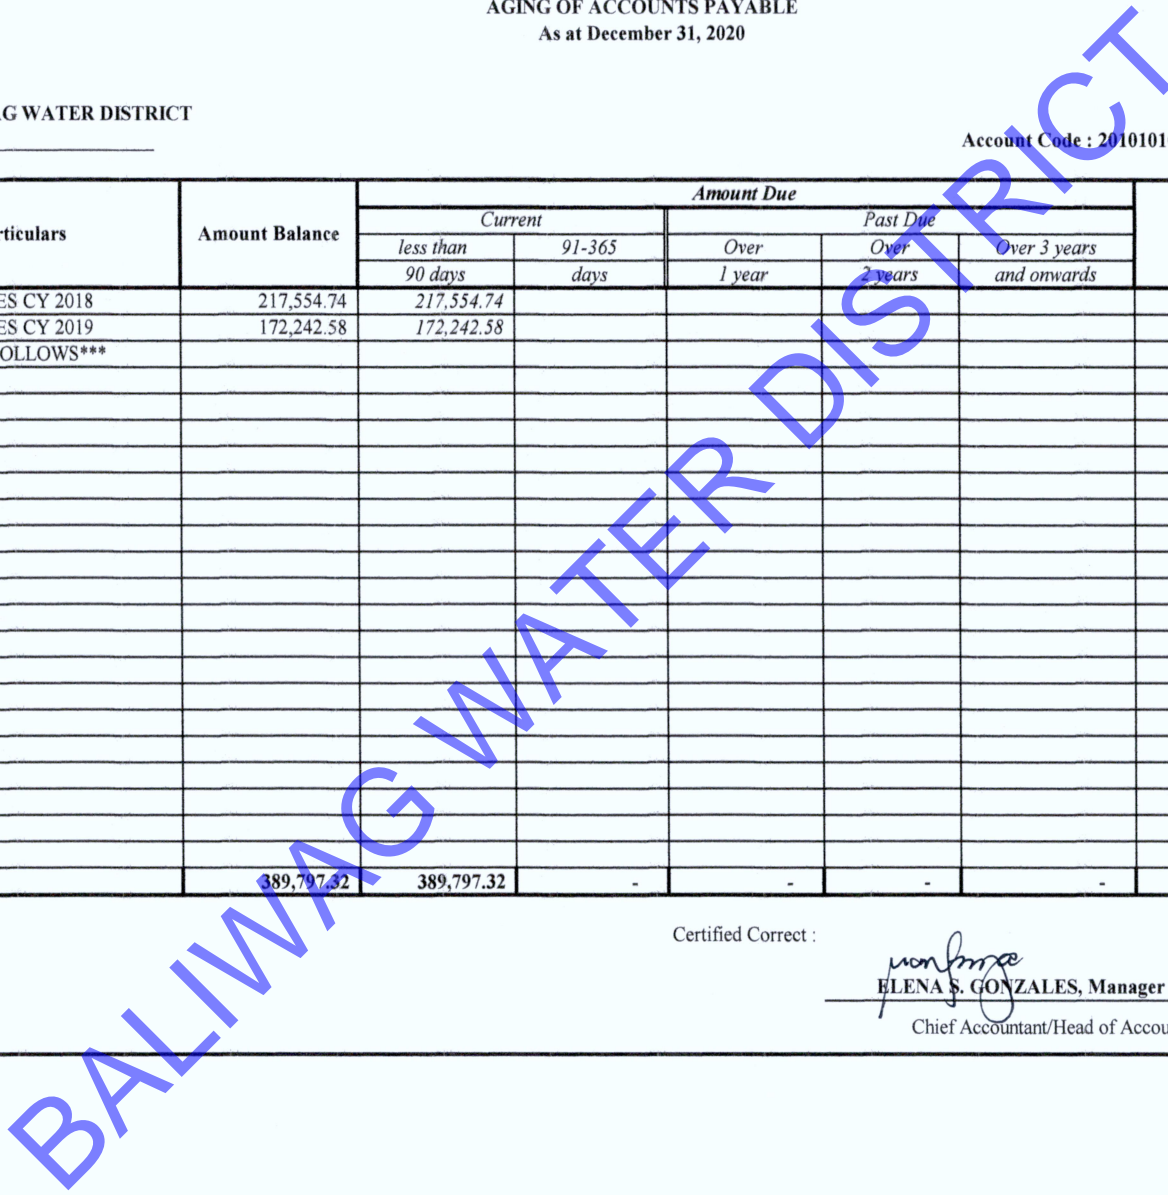 AGING OF ACCOUNTS PAYABLE
As at December 31, 2020
G WATER DISTRICT
Account Code : 2010101
rticulars Amount Balance Amount Due
Current Past Due
less than 91-365 Over Over Over 3 years
90 days days 1 year 2 years and onwards
ES CY 2018 217,554.74 217,554.74
ES CY 2019 172,242.58 172,242.58
OLLOWS***
389,797.32 389,797.32 - - - -
Certified Correct :
ELENA S. GONZALES, Manager
Chief Accountant/Head of Accou
BALIWAG WATER DISTRICT